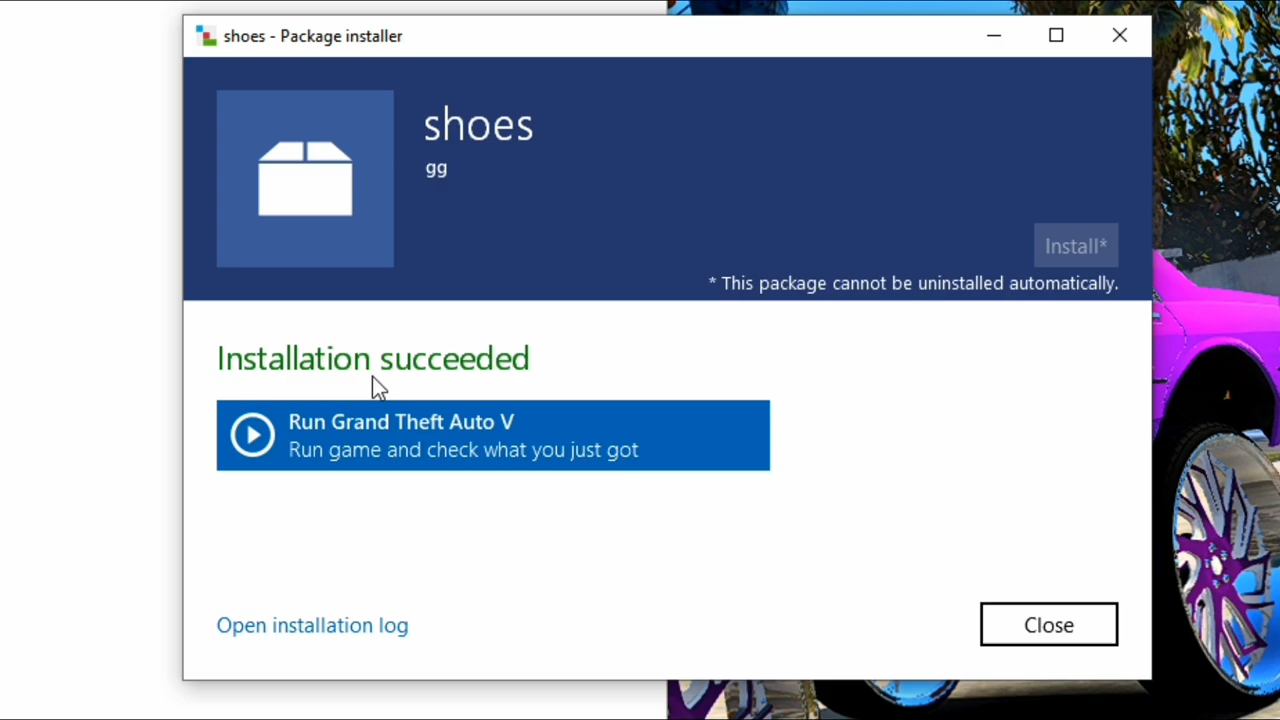 shoes - Package installer
shoes
gg
Install*
* This package cannot be uninstalled automatically.
Installation succeeded
Run Grand Theft Auto V
Run game and check what you just got
Open installation log
Close